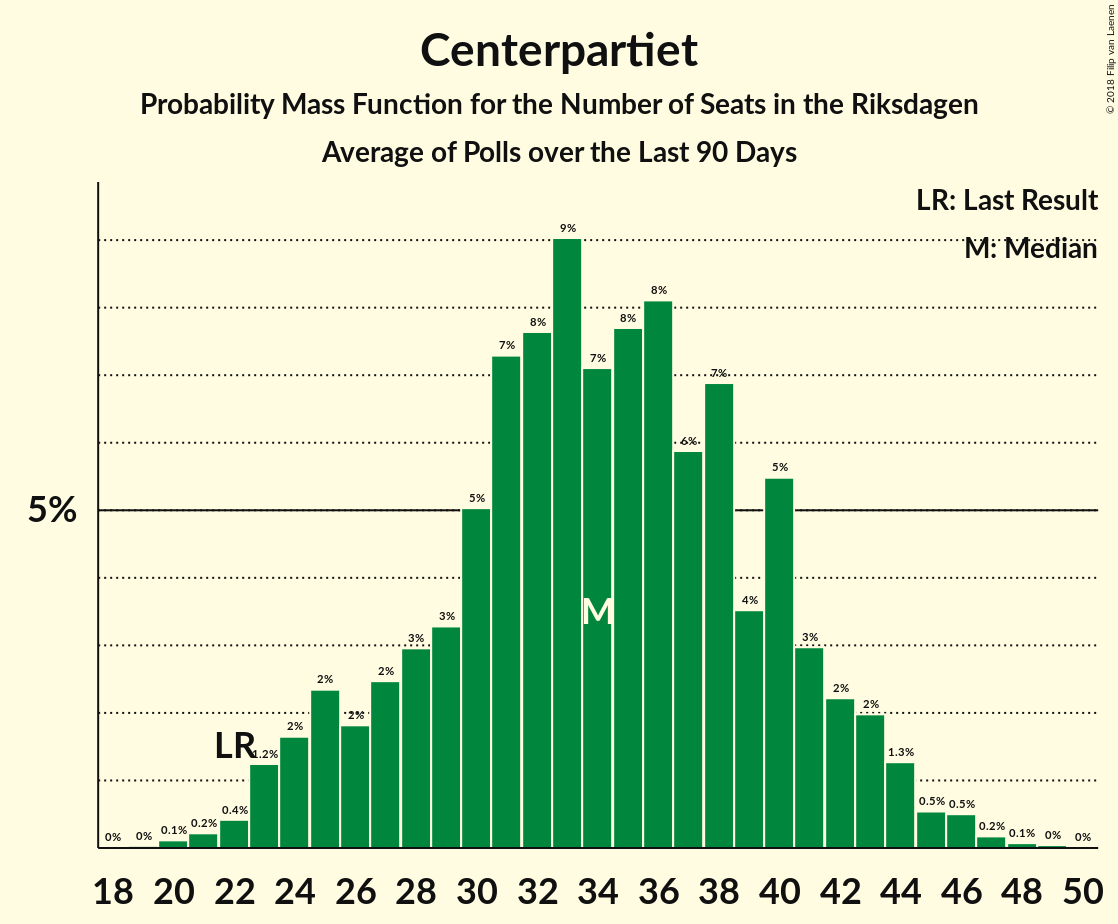 Centerpartiet
Probability Mass Function for the Number of Seats in the Riksdagen
Average of Polls over the Last 90 Days
© 2018 Filip van Laenen
LR: Last Result
M: Median
5%
0% 0% 0.1% 0.2% 0.4% 1.2% 2% 2% 2% 2% 3% 3% 5% 7% 8% 9% 7% 8% 8% 6% 7% 4% 5% 3% 2% 2% 1.3% 0.5% 0.5% 0.2% 0.1% 0% 0%
LR
M
18 20 22 24 26 28 30 32 34 36 38 40 42 44 46 48 50